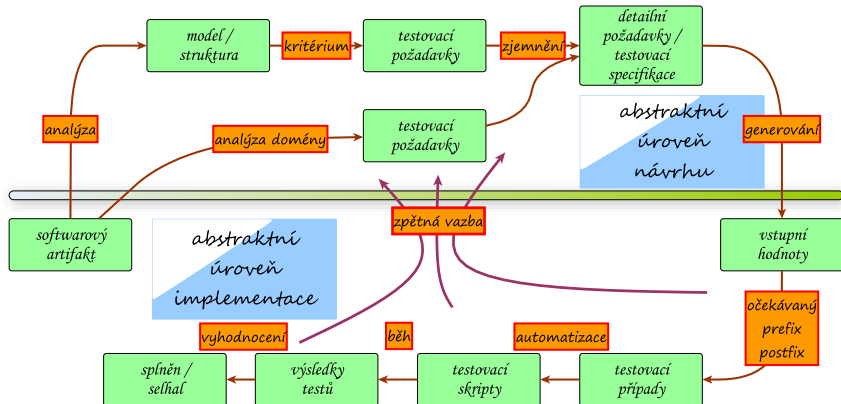 model /
struktura
kritérium
testovací
požadavky
zjemnění
detailní
požadavky /
testovací
specifikace
analýza
analýza domény
testovací
požadavky
abstraktní
úroveň
návrhu
generování
softwarový
artifakt
abstraktní
úroveň
implementace
zpětná vazba
vstupní
hodnoty
očekávaný
prefix
postfix
vyhodnocení
běh
automatizace
splněn /
selhal
výsledky
testů
testovací
skripty
testovací
případy